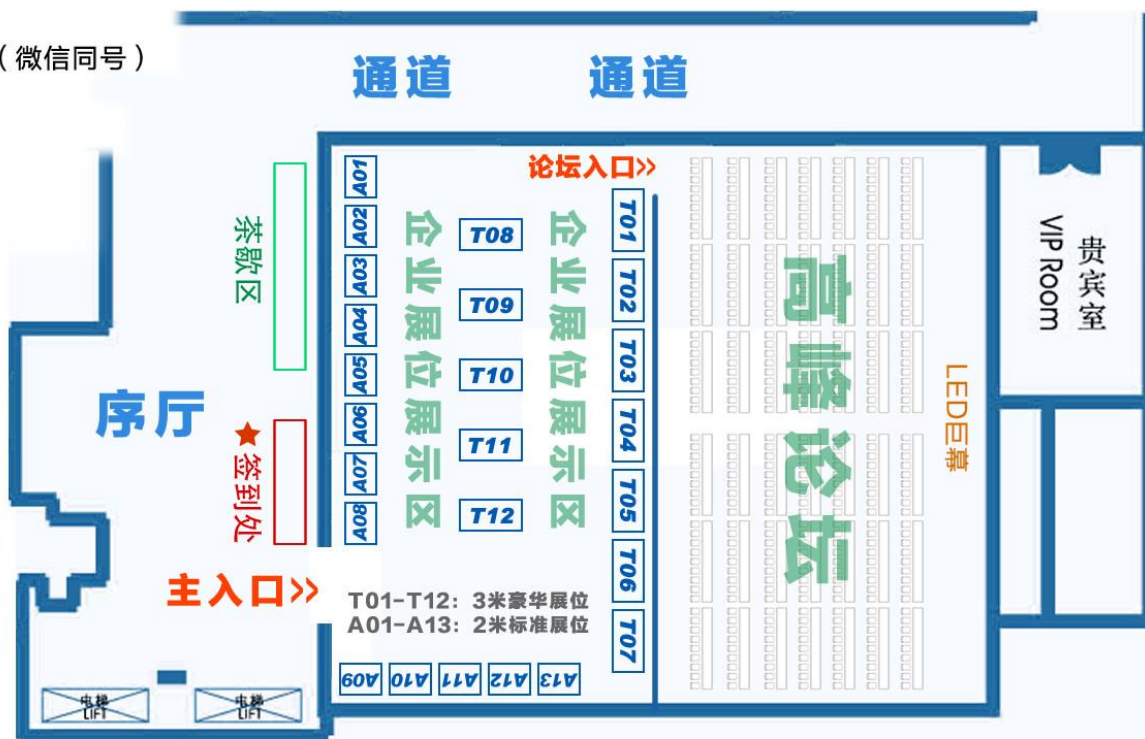 （微信同号）
通道
通道
论坛入口>>
茶歇区
序厅
★签到处
主入口>>
A01
A02
A03
A04
A05
A06
A07
A08
企业展位展示区
T08
T09
T10
T11
T12
企业展位展示区
T01
T02
T03
T04
T05
T06
T07
T01-T12：3米豪华展位
A01-A13：2米标准展位
A09
A10
A11
A12
A13
高峰论坛
LED巨幕
贵宾室
VIP Room
电梯
LIFT
电梯
LIFT